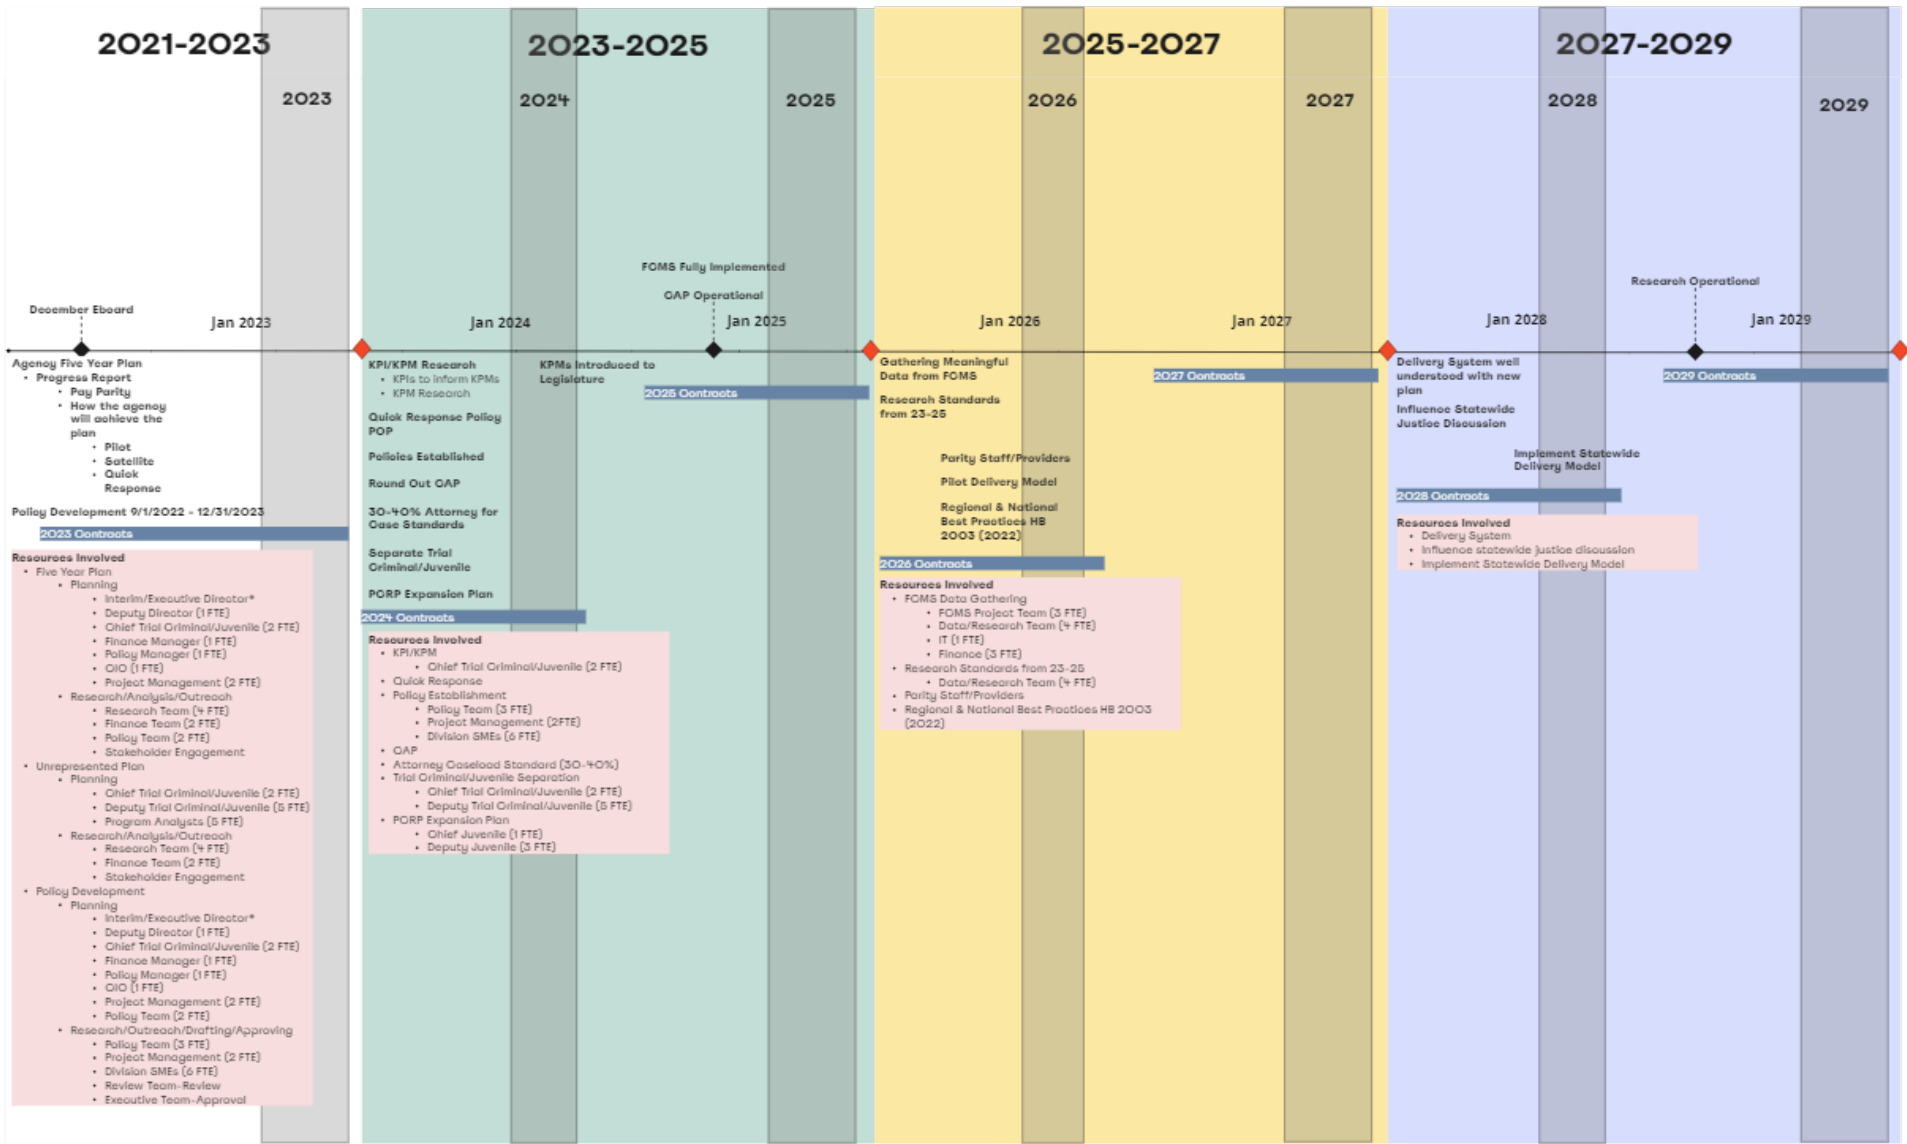 2021-2023
2023
December Eboard
Jan 2023
Agency Five Year Plan
• Progress Report
• Pay Parity
• How the agency
will achieve the
plan
• Pilot
• Satellite
• Quick
Response
Policy Development 9/1/2022 - 12/31/2023
2023 Contracts
Resources Involved
• Five Year Plan
• Planning
• Interim/Executive Director*
• Deputy Director (1 FTE)
• Chief Trial Criminal/Juvenile (2 FTE)
• Finance Manager (1 FTE)
• Policy Manager (1 FTE)
• CIO (1 FTE)
• Project Management (2 FTE)
• Research/Analysis/Outreach
• Research Team (4 FTE)
• Finance Team (2 FTE)
• Policy Team (2 FTE)
• Stakeholder Engagement
• Unrepresented Plan
• Planning
• Chief Trial Criminal/Juvenile (2 FTE)
• Deputy Trial Criminal/Juvenile (5 FTE)
• Program Analysts (5 FTE)
• Research/Analysis/Outreach
• Research Team (4 FTE)
• Finance Team (2 FTE)
• Stakeholder Engagement
• Policy Development
• Planning
• Interim/Executive Director*
• Deputy Director (1 FTE)
• Chief Trial Criminal/Juvenile (2 FTE)
• Finance Manager (1 FTE)
• Policy Manager (1 FTE)
• CIO (1 FTE)
• Project Management (2 FTE)
• Policy Team (2 FTE)
• Research/Outreach/Drafting/Approving
• Policy Team (3 FTE)
• Project Management (2 FTE)
• Division SMEs (6 FTE)
• Review Team-Review
• Executive Team-Approval
2023-2025
2024
2025
FCMS Fully Implemented
CAP Operational
Jan 2024
Jan 2025
KPI/KPM Research
• KPIs to inform KPMs
• KPM Research
KPMs Introduced to
Legislature
2025 Contracts
Quick Response Policy
POP
Policies Established
Round Out CAP
30-40% Attorney for
Case Standards
Separate Trial
Criminal/Juvenile
PCRP Expansion Plan
2024 Contracts
Resources Involved
• KPI/KPM
• Chief Trial Criminal/Juvenile (2 FTE)
• Quick Response
• Policy Establishment
• Policy Team (3 FTE)
• Project Management (2FTE)
• Division SMEs (6 FTE)
• CAP
• Attorney Caseload Standard (30-40%)
• Trial Criminal/Juvenile Separation
• Chief Trial Criminal/Juvenile (2 FTE)
• Deputy Trial Criminal/Juvenile (5 FTE)
• PCRP Expansion Plan
• Chief Juvenile (1 FTE)
• Deputy Juvenile (3 FTE)
2025-2027
2026
2027
Jan 2026
Jan 2027
Gathering Meaningful
Data from FCMS
2027 Contracts
Research Standards
from 23-25
Parity Staff/Providers
Pilot Delivery Model
Regional & National
Best Practices HB
2003 (2022)
2026 Contracts
Resources Involved
• FCMS Data Gathering
• FCMS Project Team (3 FTE)
• Data/Research Team (4 FTE)
• IT (1 FTE)
• Finance (3 FTE)
• Research Standards from 23-25
• Data/Research Team (4 FTE)
• Parity Staff/Providers
• Regional & National Best Practices HB 2003
(2022)
2027-2029
2028
2029
Research Operational
Jan 2028
Jan 2029
Delivery System well
understood with new
plan
2029 Contracts
Influence Statewide
Justice Discussion
Implement Statewide
Delivery Model
2028 Contracts
Resources Involved
• Delivery System
• Influence statewide justice discussion
• Implement Statewide Delivery Model